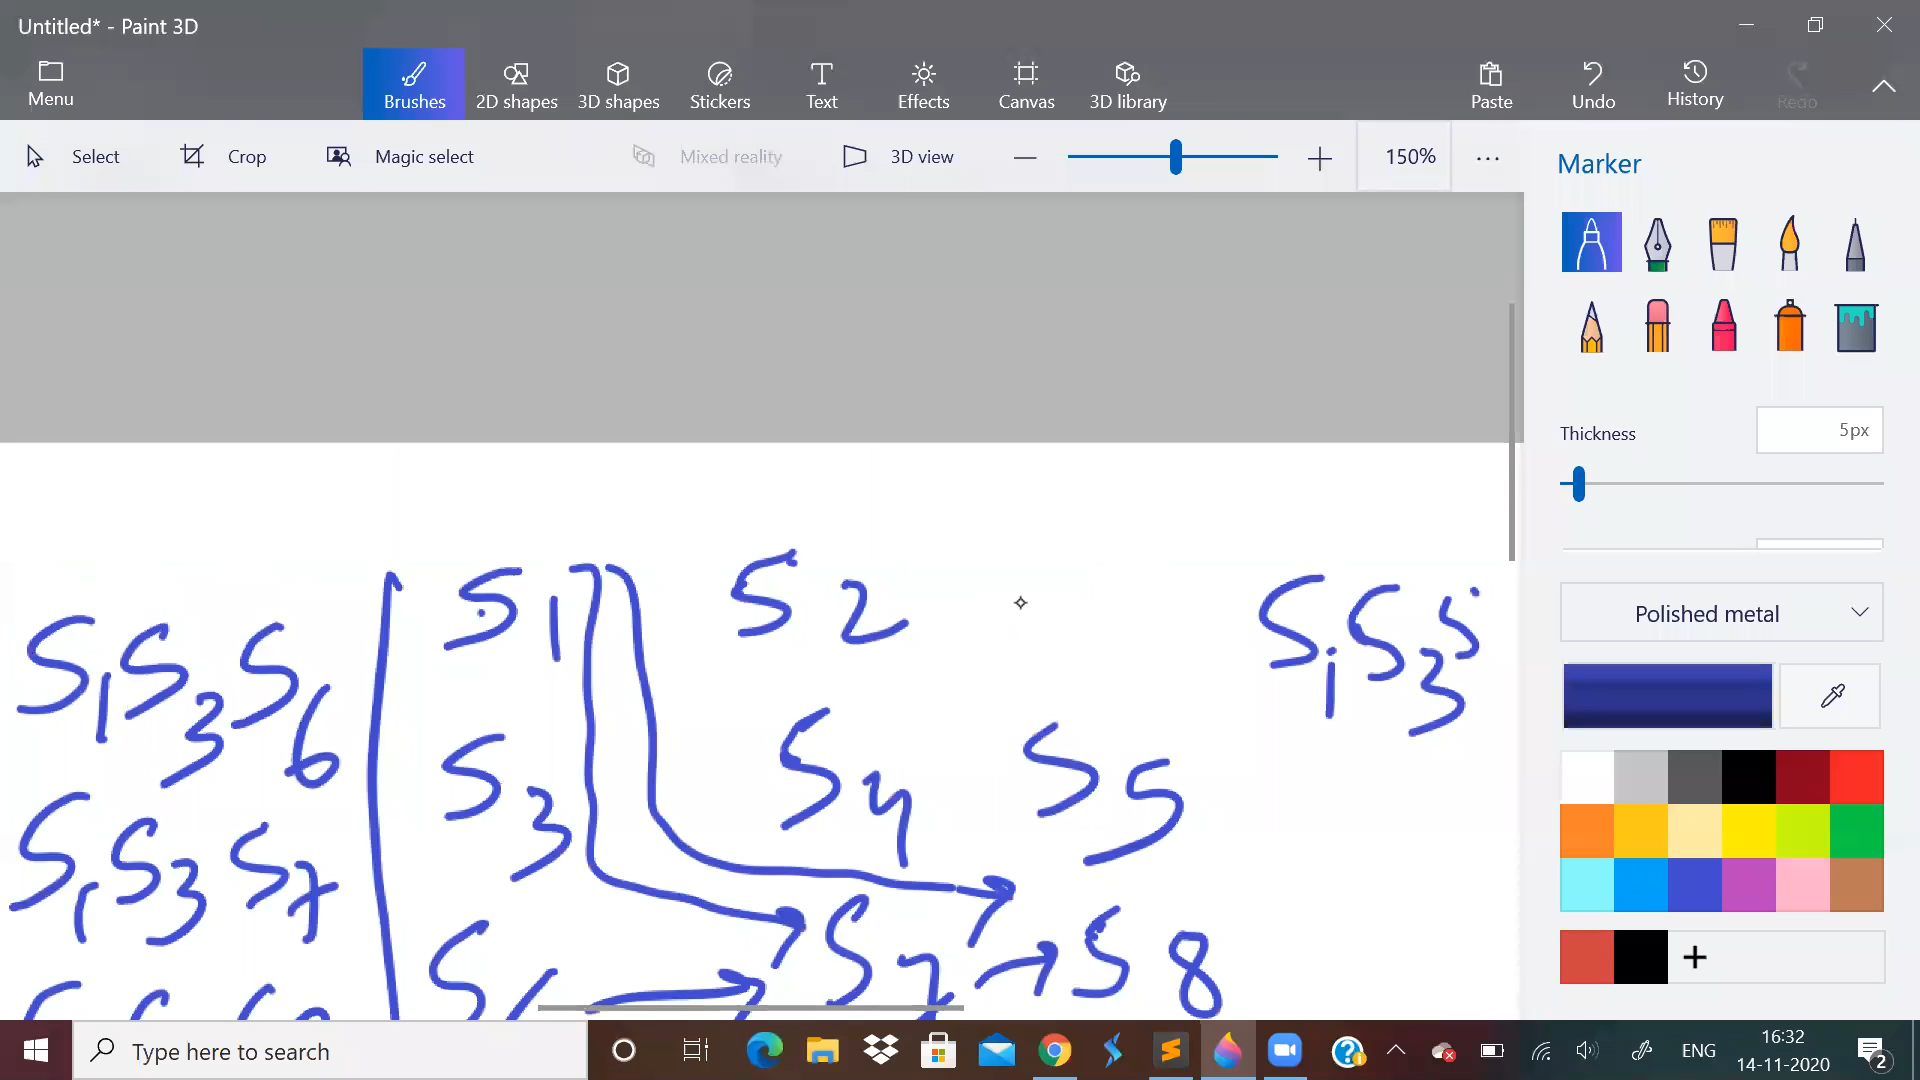 Untitled* - Paint 3D
Menu
Brushes
2D shapes
3D shapes
Stickers
Text
Effects
Canvas
3D library
Paste
Undo
History
Redo
Select
Crop
Magic select
Mixed reality
3D view
150%
Marker
Thickness
5px
Polished metal
S1 S2
S1S3S
S1S3S6
S3 S4 S5
S1S3S7
S7 S8
Type here to search
ENG
16:32
14-11-2020
2